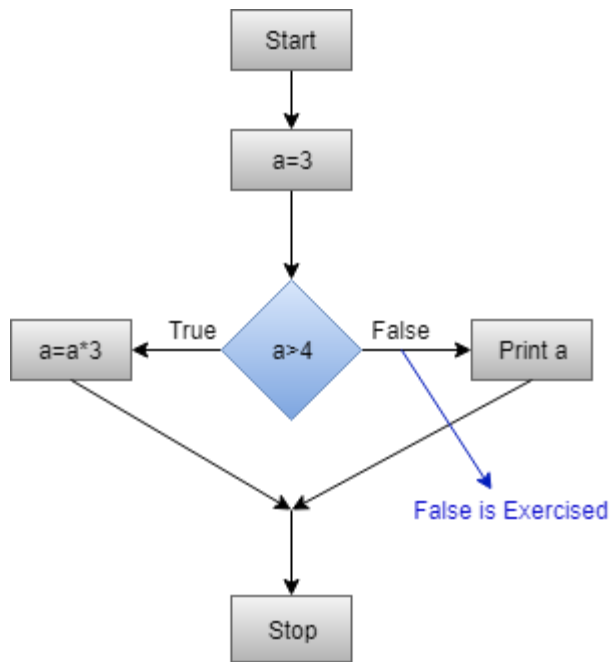 Start
a=3
True
False
a=a*3
a>4
Print a
False is Exercised
Stop